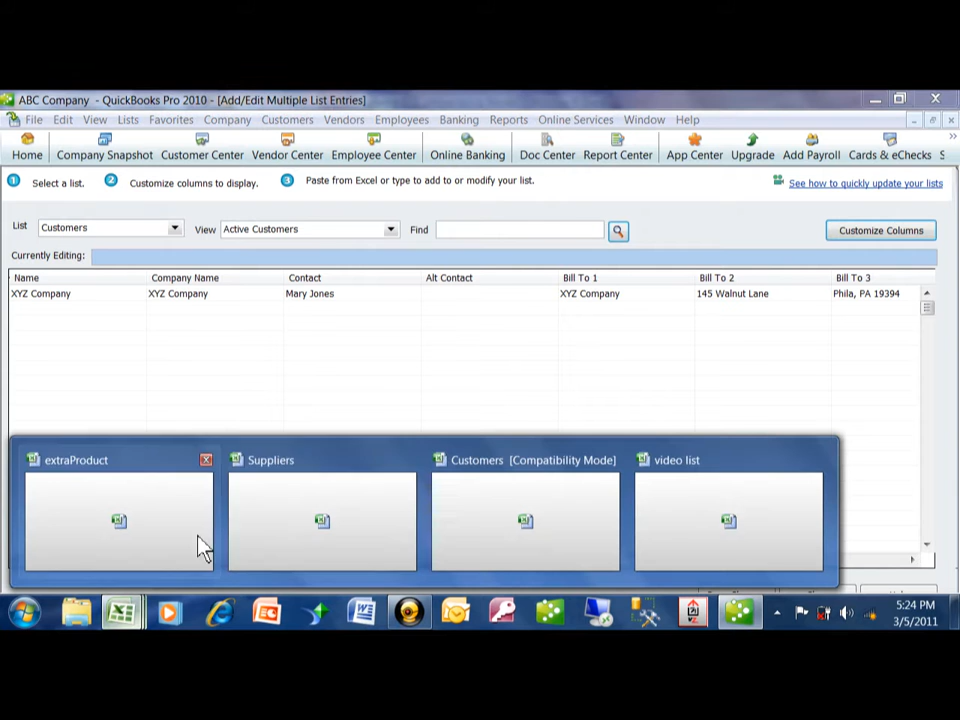 ABC Company - QuickBooks Pro 2010 - [Add/Edit Multiple List Entries]
File Edit View Lists Favorites Company Customers Vendors Employees Banking Reports Online Services Window Help
Home Company Snapshot Customer Center Vendor Center Employee Center Online Banking Doc Center Report Center App Center Upgrade Add Payroll Cards & eChecks S
1 Select a list. 2 Customize columns to display. 3 Paste from Excel or type to add to or modify your list. See how to quickly update your lists
List Customers View Active Customers Find Customize Columns
Currently Editing:
Name Company Name Contact Alt Contact Bill To 1 Bill To 2 Bill To 3
XYZ Company XYZ Company Mary Jones XYZ Company 145 Walnut Lane Phila, PA 19394
extraProduct Suppliers Customers [Compatibility Mode] video list
5:24 PM
3/5/2011